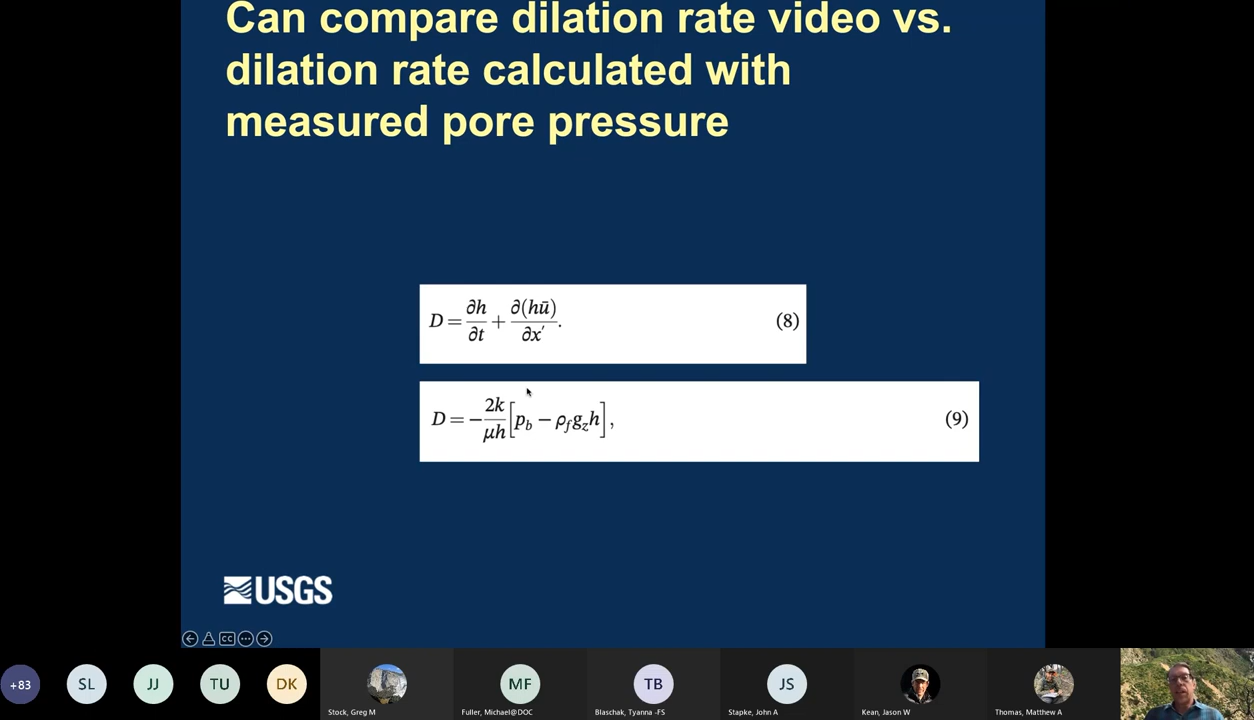 Can compare dilation rate video vs.
dilation rate calculated with
measured pore pressure
D = ∂h/∂t + ∂(hū)/∂x′. (8)
D = −2k/μh [p_b − ρ_f g_z h], (9)
USGS
CC
+83
SL
JJ
TU
DK
MF
TB
JS
Stock, Greg M
Fuller, Michael@DOC
Blaschak, Tyanna -FS
Stapke, John A
Kean, Jason W
Thomas, Matthew A